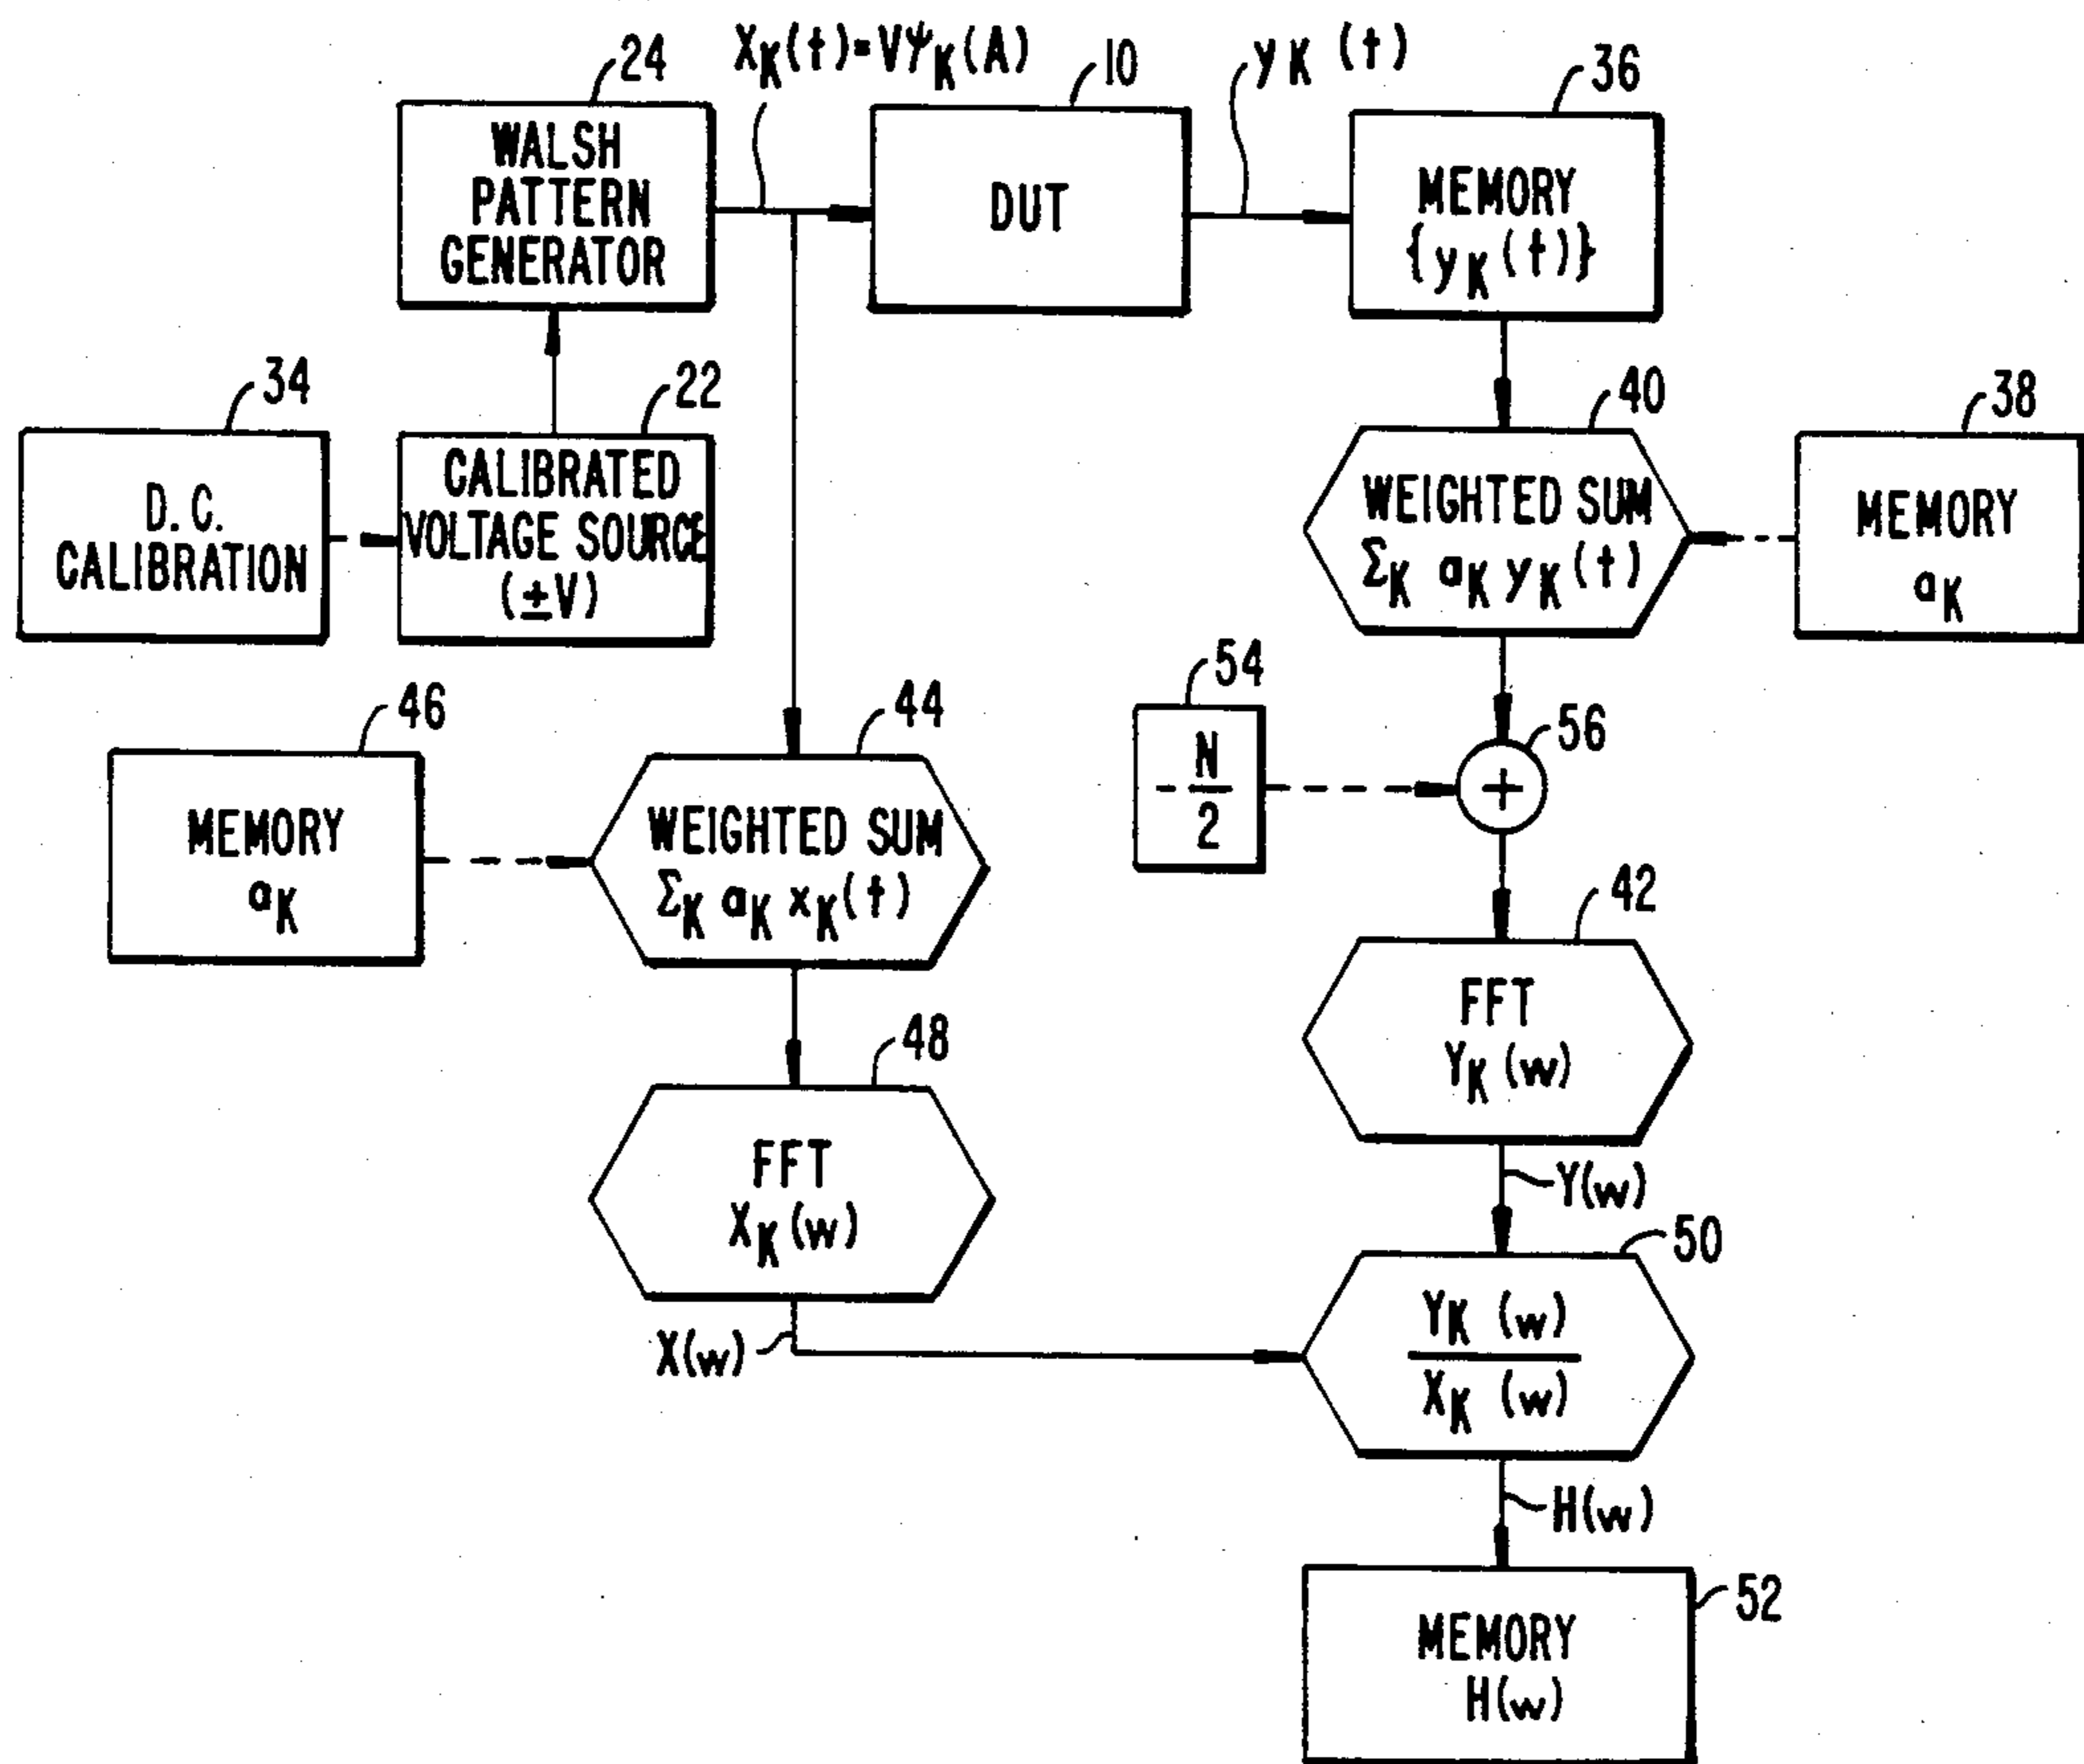 X_K(t)=Vψ_K(A)
24
10
y_K(t)
36
WALSH
PATTERN
GENERATOR
DUT
MEMORY
{y_K(t)}
34
22
40
38
D.C.
CALIBRATION
CALIBRATED
VOLTAGE SOURCE
(±V)
WEIGHTED SUM
Σ_K a_K y_K(t)
MEMORY
a_K
46
44
54
56
MEMORY
a_K
WEIGHTED SUM
Σ_K a_K x_K(t)
-N/2
+
48
42
FFT
X_K(w)
FFT
Y_K(w)
X(w)
Y(w)
50
Y_K(w)
X_K(w)
H(w)
52
MEMORY
H(w)